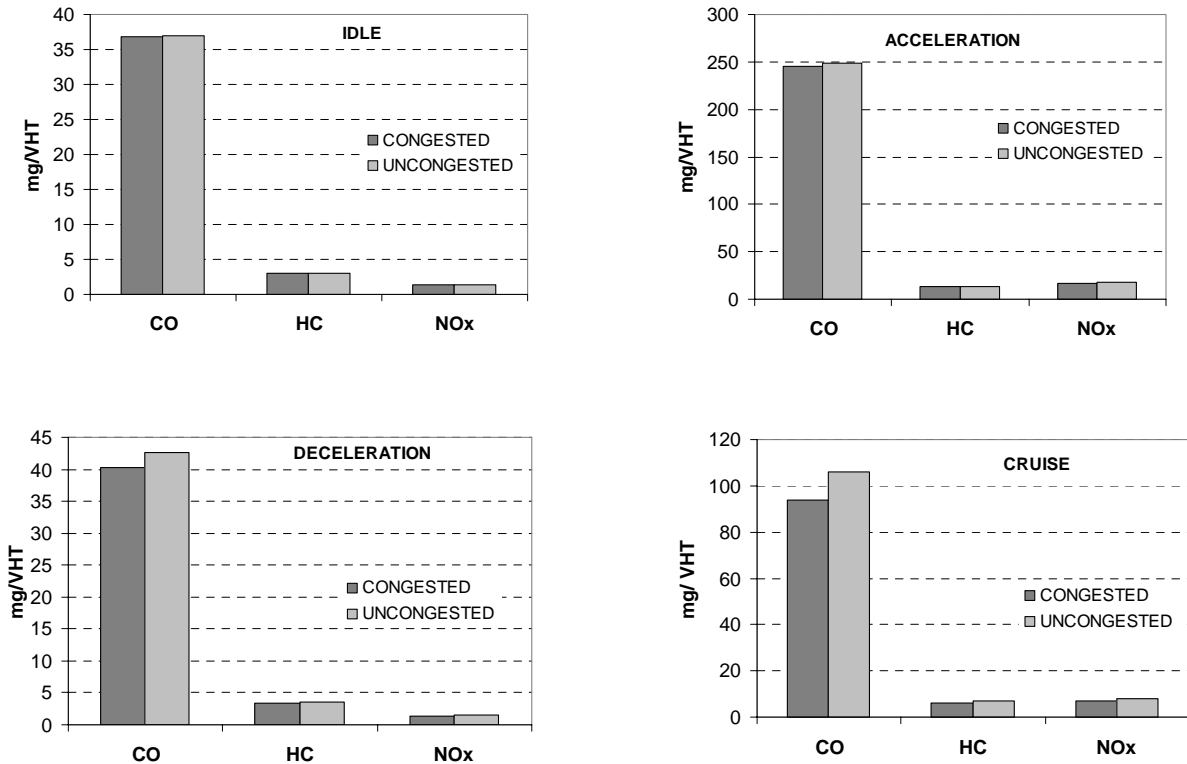 IDLE
mg/VHT
40
35
30
25
20
15
10
5
0
CONGESTED
UNCONGESTED
CO HC NOx
ACCELERATION
mg/VHT
300
250
200
150
100
50
0
CONGESTED
UNCONGESTED
CO HC NOx
DECELERATION
mg/VHT
45
40
35
30
25
20
15
10
5
0
CONGESTED
UNCONGESTED
CO HC NOx
CRUISE
mg/ VHT
120
100
80
60
40
20
0
CONGESTED
UNCONGESTED
CO HC NOx